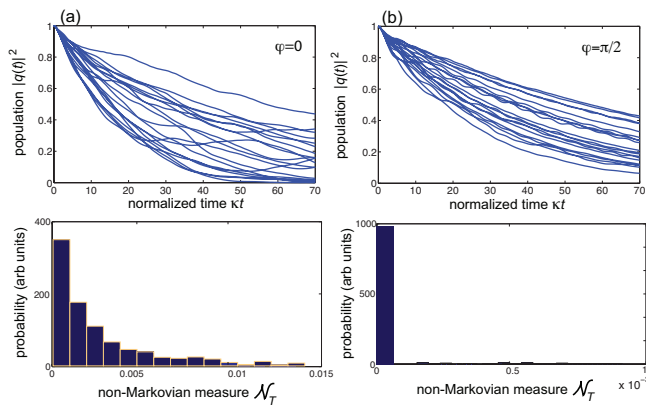 (a)
φ=0
population |q(t)|²
1
0.8
0.6
0.4
0.2
0
0 10 20 30 40 50 60 70
normalized time κt
(b)
φ=π/2
population |q(t)|²
1
0.8
0.6
0.4
0.2
0
0 10 20 30 40 50 60 70
normalized time κt
probability (arb units)
400
200
0
0 0.005 0.01 0.015
non-Markovian measure 𝒩_T
probability (arb units)
1000
500
0
0 0.5
non-Markovian measure 𝒩_T